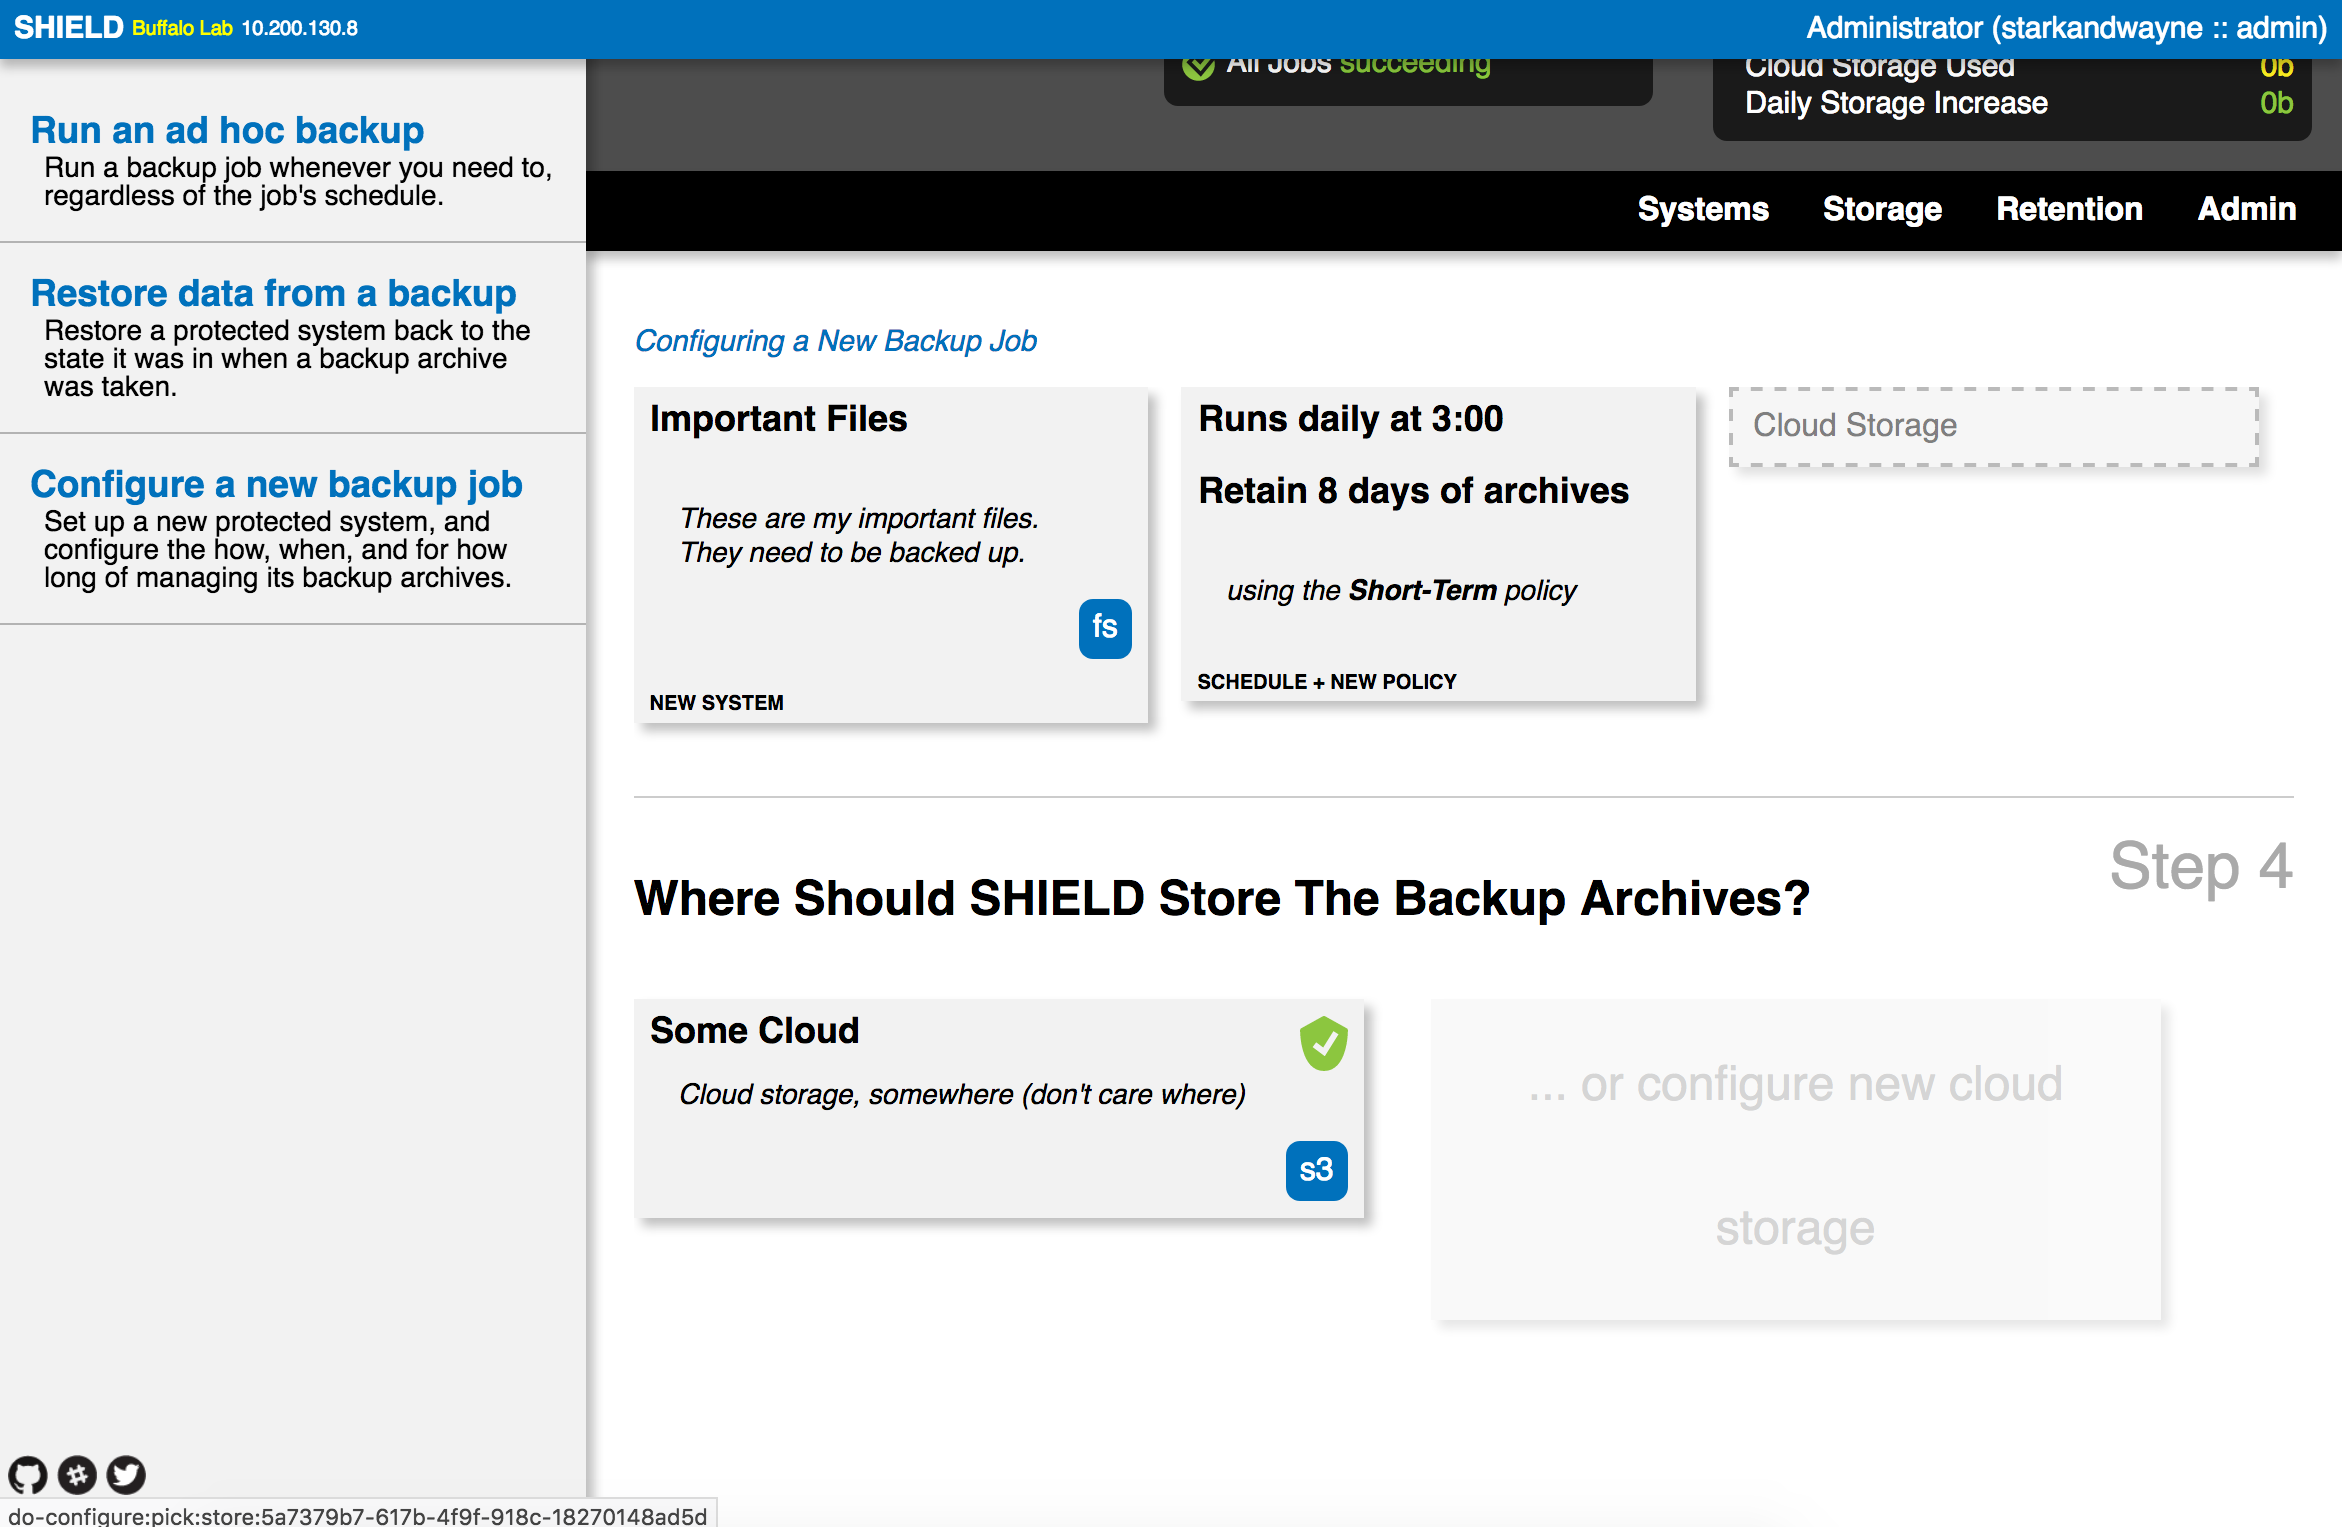 SHIELD Buffalo Lab 10.200.130.8
Administrator (starkandwayne :: admin)
All Jobs succeeding
Cloud Storage Used 0b
Daily Storage Increase 0b
Systems Storage Retention Admin
Run an ad hoc backup
Run a backup job whenever you need to,
regardless of the job's schedule.
Restore data from a backup
Restore a protected system back to the
state it was in when a backup archive
was taken.
Configure a new backup job
Set up a new protected system, and
configure the how, when, and for how
long of managing its backup archives.
Configuring a New Backup Job
Important Files
These are my important files.
They need to be backed up.
fs
NEW SYSTEM
Runs daily at 3:00
Retain 8 days of archives
using the Short-Term policy
SCHEDULE + NEW POLICY
Cloud Storage
Step 4
Where Should SHIELD Store The Backup Archives?
Some Cloud
Cloud storage, somewhere (don't care where)
s3
... or configure new cloud
storage
do-configure:pick:store:5a7379b7-617b-4f9f-918c-18270148ad5d